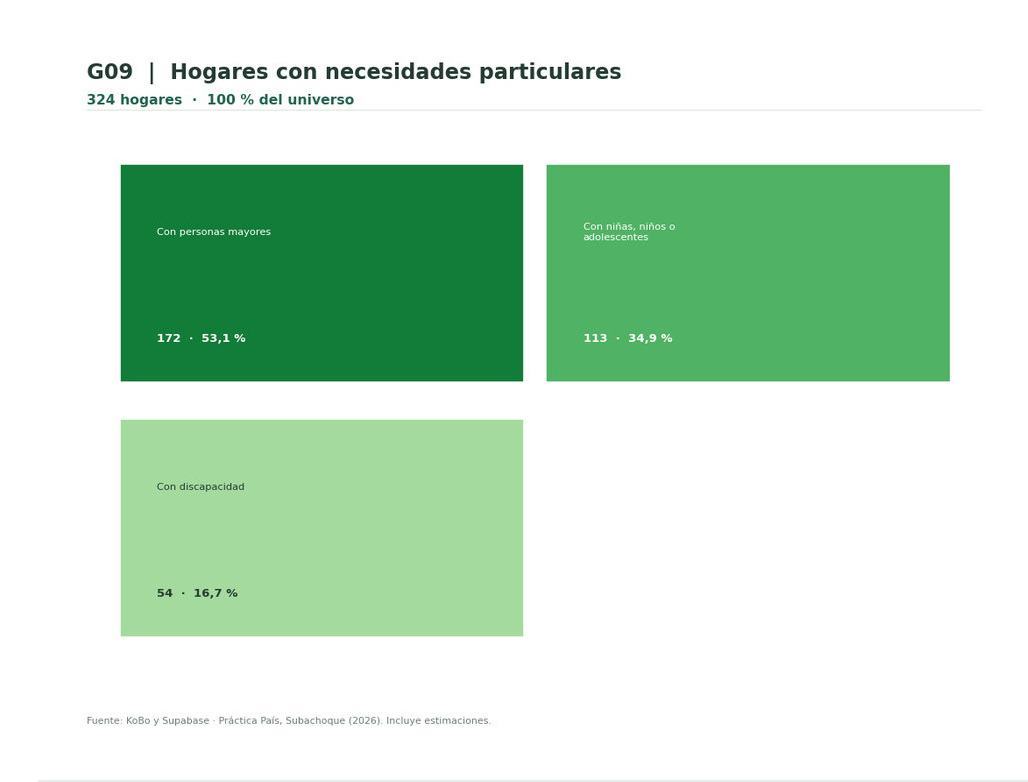 G09 | Hogares con necesidades particulares
324 hogares · 100 % del universo
Con personas mayores
172 · 53,1 %
Con niñas, niños o
adolescentes
113 · 34,9 %
Con discapacidad
54 · 16,7 %
Fuente: KoBo y Supabase · Práctica País, Subachoque (2026). Incluye estimaciones.